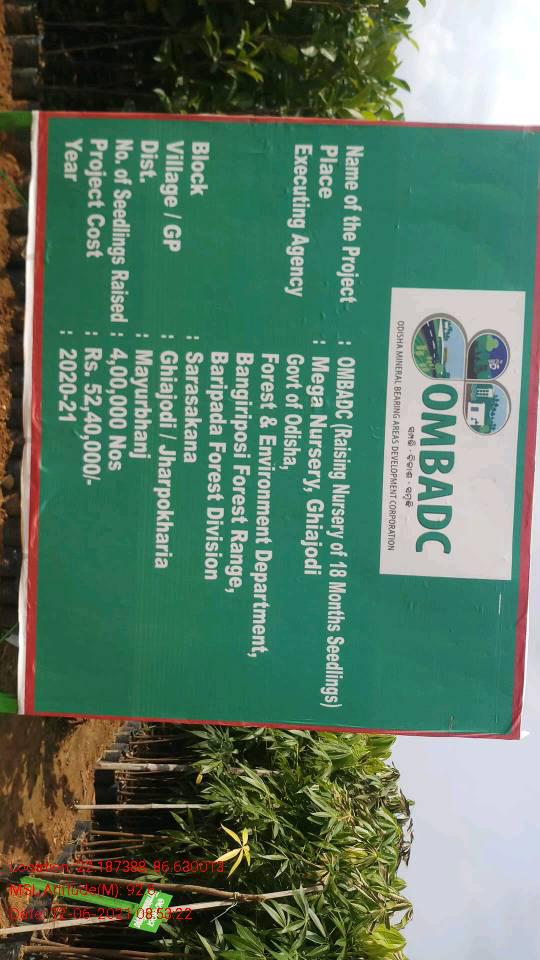 OMBADC
ସମ୍ପଦ - ବିକାଶ - ସମୃଦ୍ଧି
ODISHA MINERAL BEARING AREAS DEVELOPMENT CORPORATION
Name of the Project : OMBADC (Raising Nursery of 18 Months Seedlings)
Place : Mega Nursery, Ghiajodi
Executing Agency Govt of Odisha,
Forest & Environment Department,
Bangiriposi Forest Range,
Baripada Forest Division
Block : Sarasakana
Village / GP : Ghiajodi / Jharpokharia
Dist. : Mayurbhanj
No. of Seedlings Raised : 4,00,000 Nos
Project Cost : Rs. 52,40,000/-
Year : 2020-21
Location: 22.187388, 86.630013
MSL Altitude(M): 92.6
Date: 12-06-2021 08:53:22